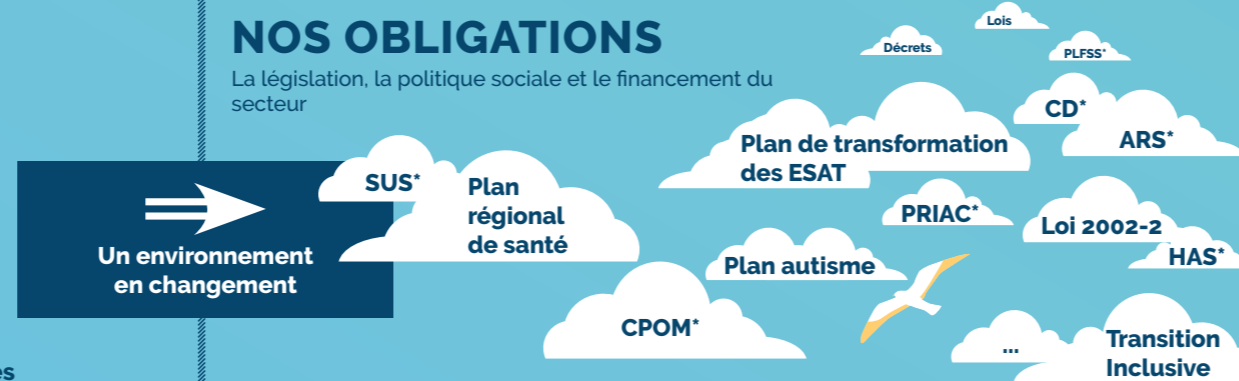 NOS OBLIGATIONS
La législation, la politique sociale et le financement du
secteur
Lois
Décrets
PLFSS*
CD*
ARS*
Plan de transformation
des ESAT
SUS*
Plan
régional
de santé
PRIAC*
Loi 2002-2
HAS*
Un environnement
en changement
Plan autisme
CPOM*
...
Transition
Inclusive
es